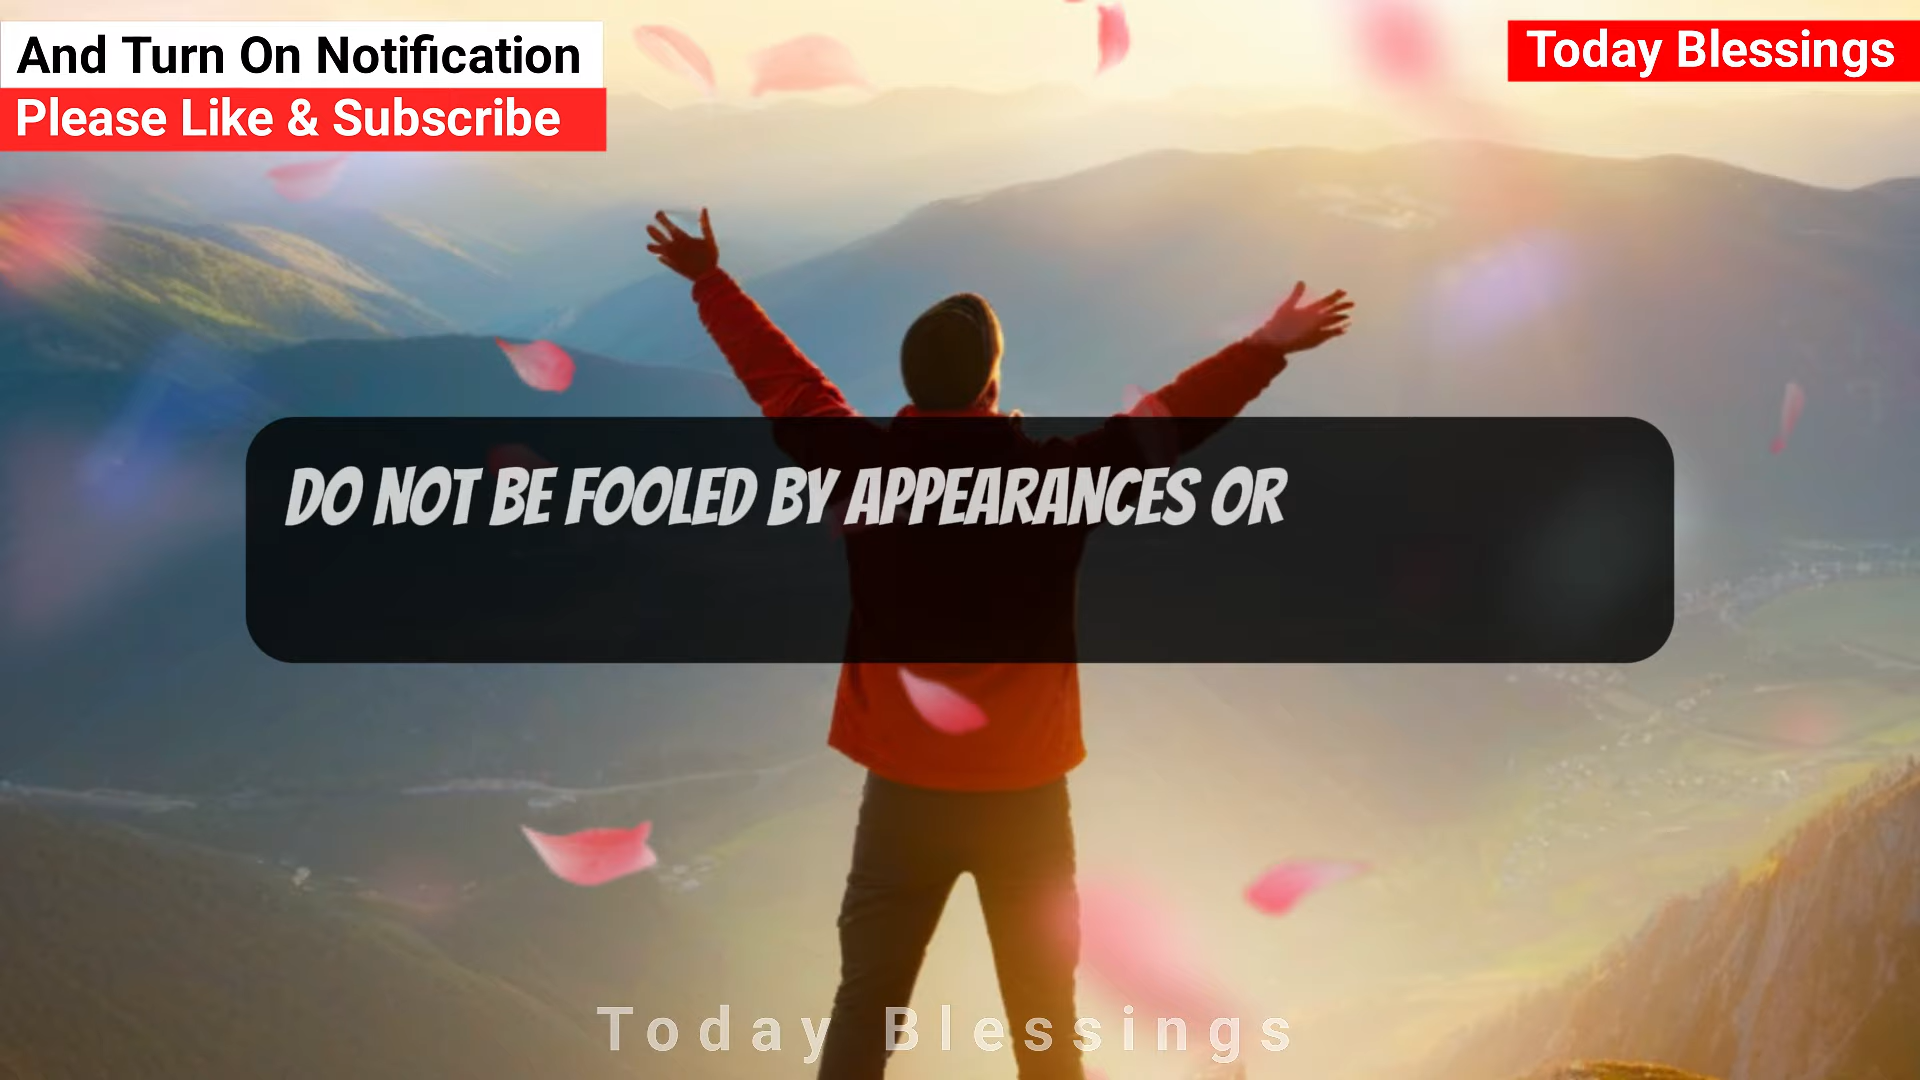 And Turn On Notification
Please Like & Subscribe
Today Blessings
DO NOT BE FOOLED BY APPEARANCES OR
Today Blessings